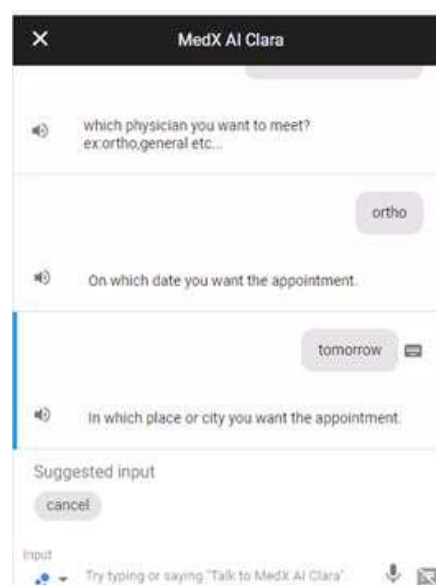 MedX AI Clara
which physician you want to meet?
ex:ortho,general etc...
ortho
On which date you want the appointment.
tomorrow
In which place or city you want the appointment.
Suggested input
cancel
Input
Try typing or saying "Talk to MedX AI Clara".